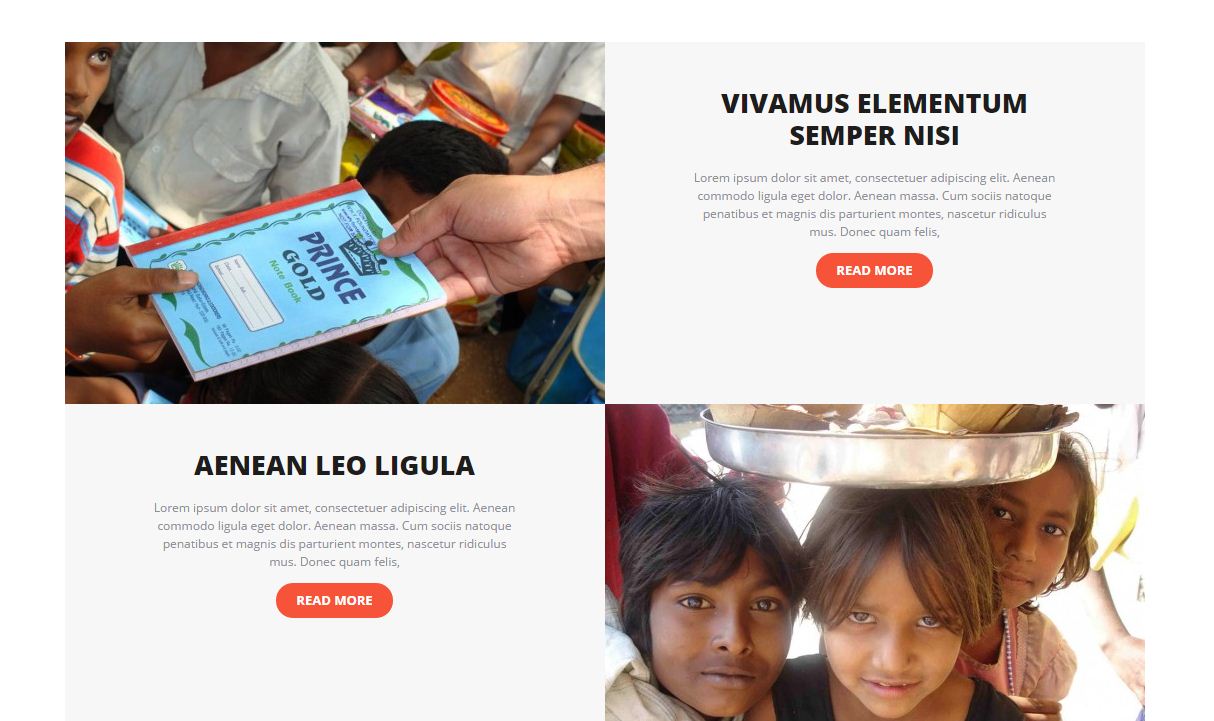 PRINCE
GOLD
Note Book
VIVAMUS ELEMENTUM
SEMPER NISI
Lorem ipsum dolor sit amet, consectetuer adipiscing elit. Aenean
commodo ligula eget dolor. Aenean massa. Cum sociis natoque
penatibus et magnis dis parturient montes, nascetur ridiculus
mus. Donec quam felis,
READ MORE
AENEAN LEO LIGULA
Lorem ipsum dolor sit amet, consectetuer adipiscing elit. Aenean
commodo ligula eget dolor. Aenean massa. Cum sociis natoque
penatibus et magnis dis parturient montes, nascetur ridiculus
mus. Donec quam felis,
READ MORE